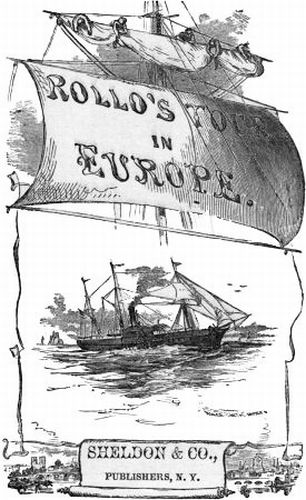 ROLLO'S TOUR
IN
EUROPE.
SHELDON & CO.,
PUBLISHERS, N. Y.